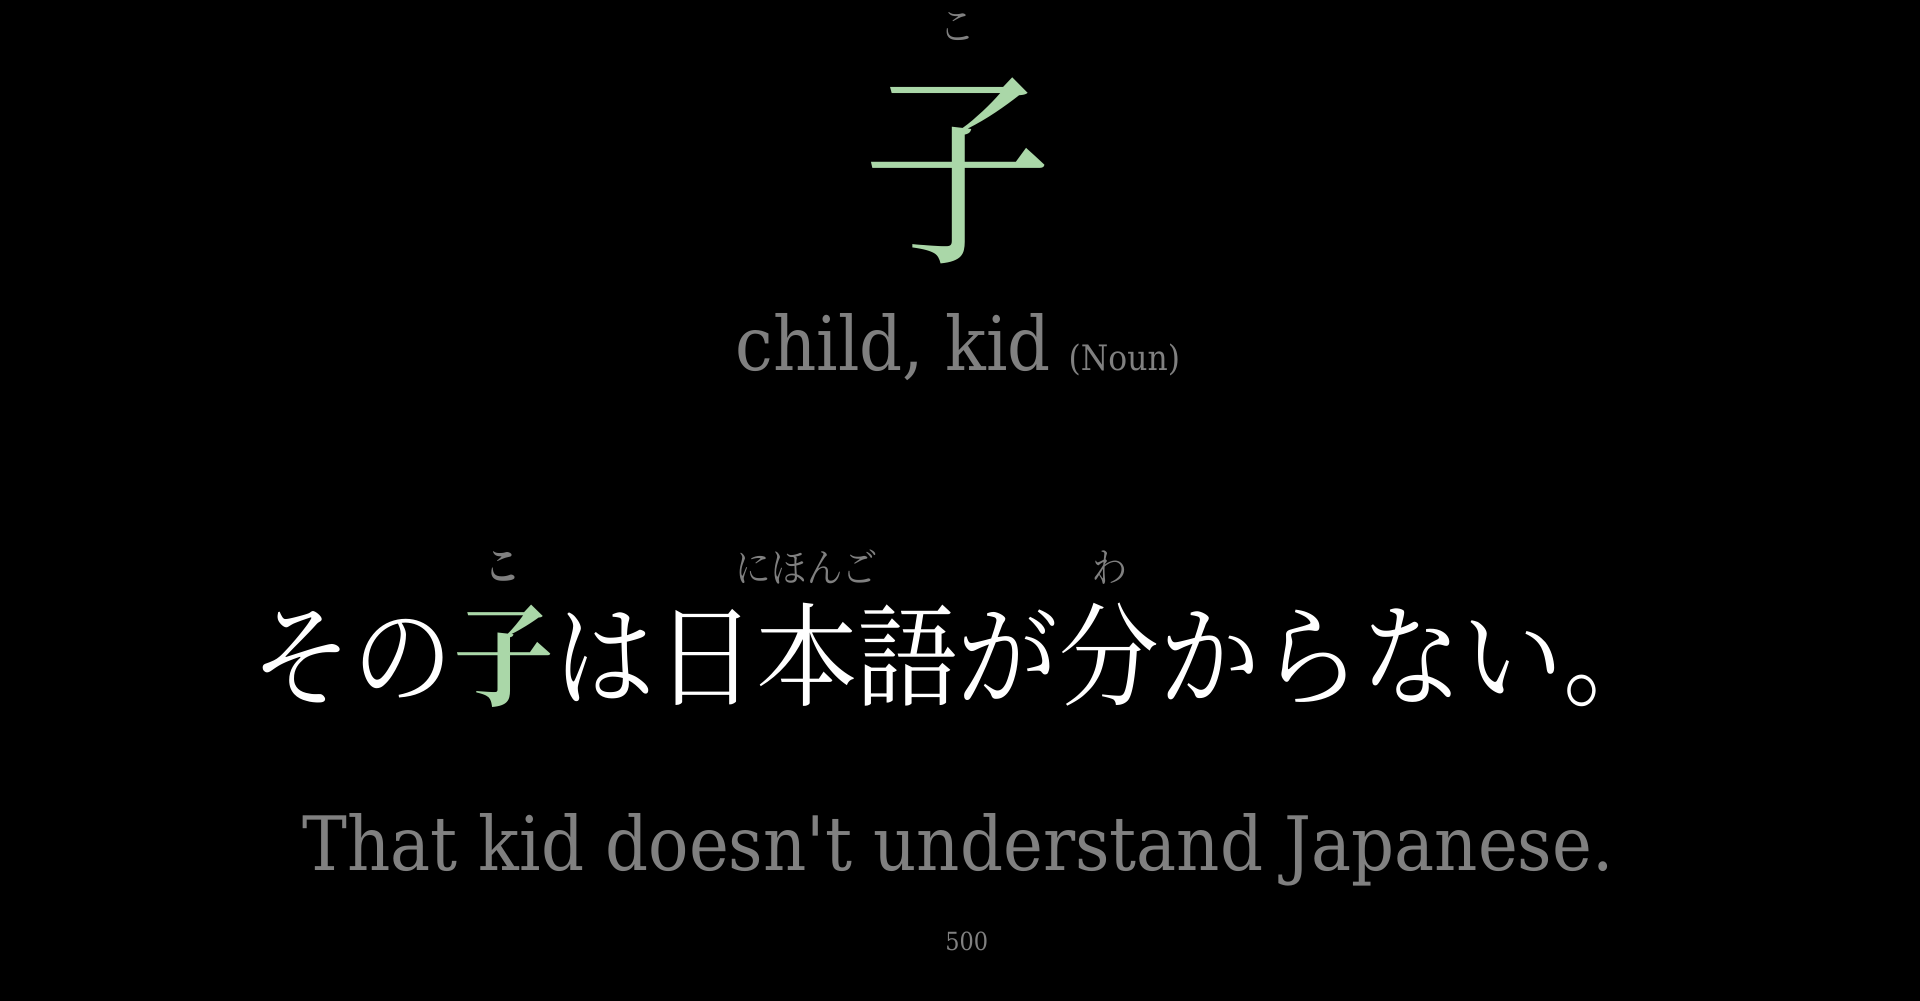 こ
子
child, kid (Noun)
こ にほんご わ
その子は日本語が分からない。
That kid doesn't understand Japanese.
500